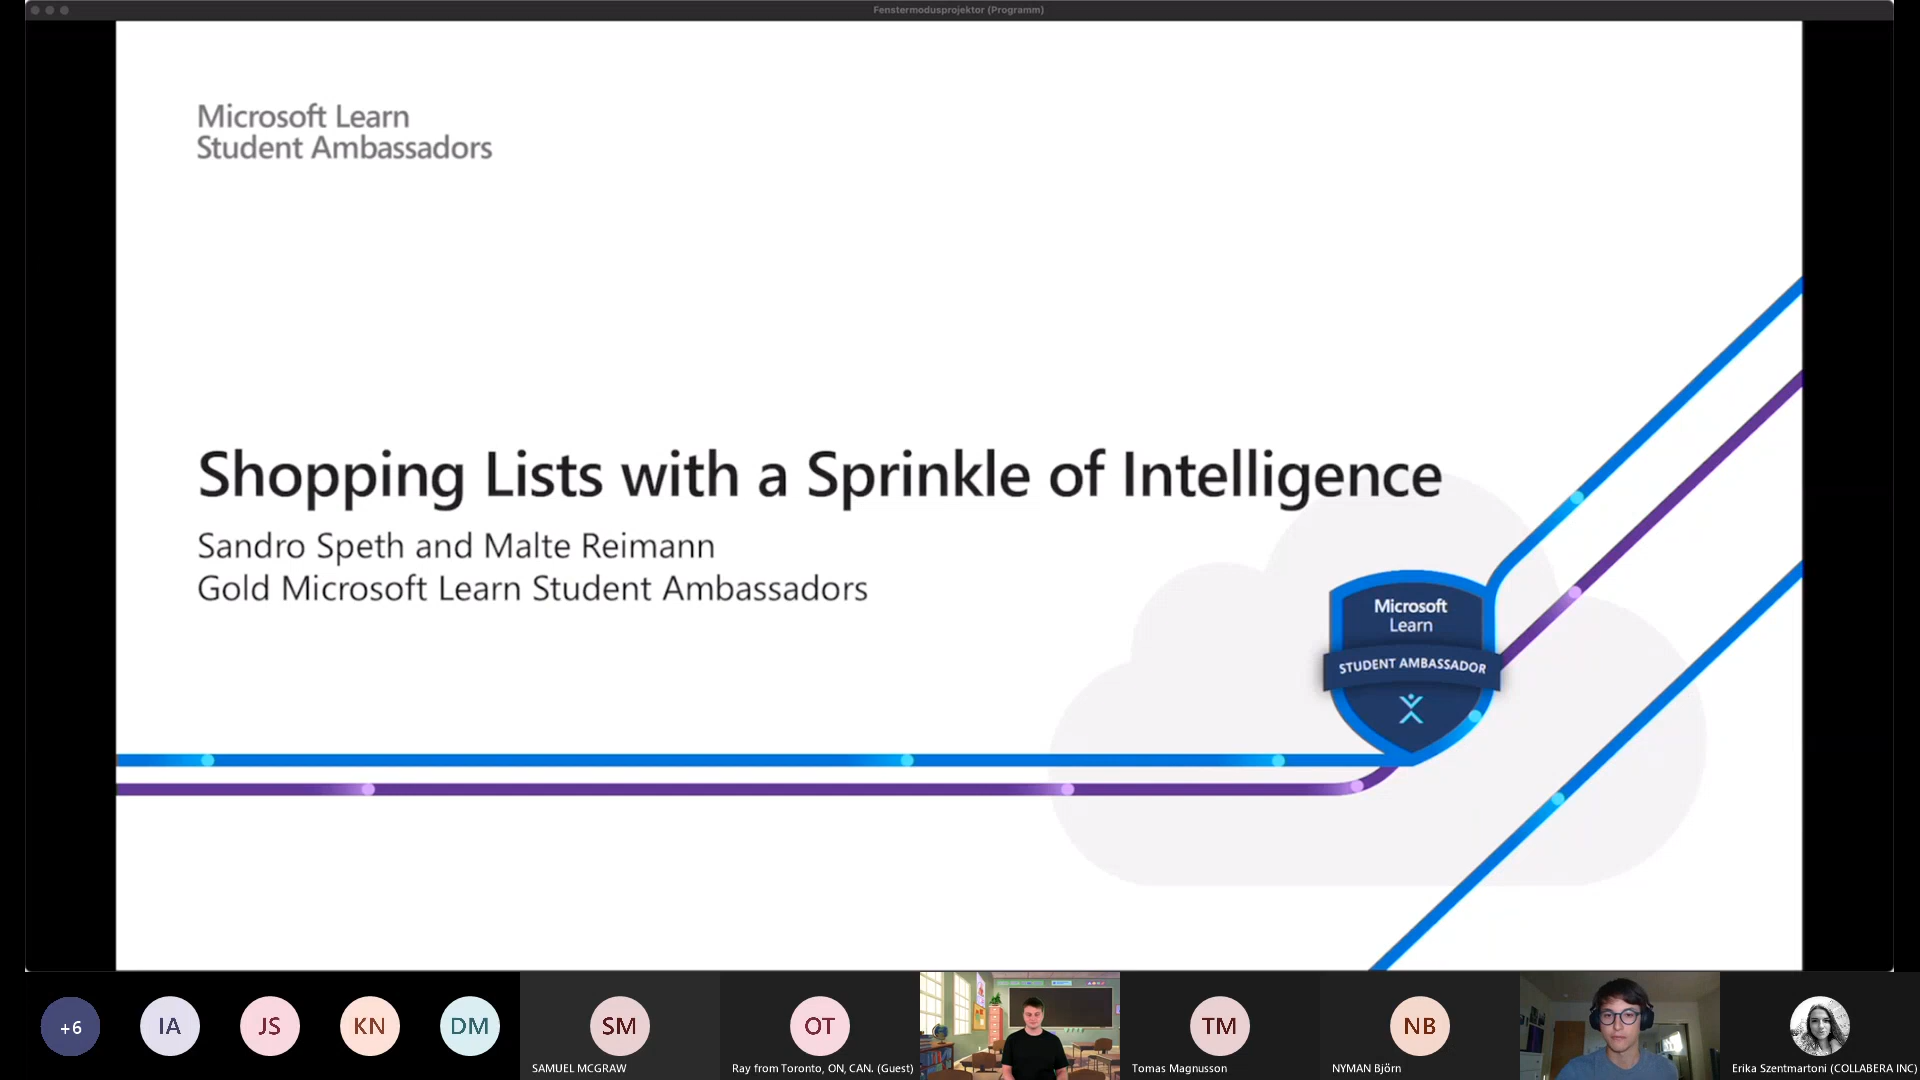 Fenstermodusprojektor (Programm)
Microsoft Learn
Student Ambassadors
Shopping Lists with a Sprinkle of Intelligence
Sandro Speth and Malte Reimann
Gold Microsoft Learn Student Ambassadors
Microsoft
Learn
STUDENT AMBASSADOR
+6
IA
JS
KN
DM
SM
OT
TM
NB
SAMUEL MCGRAW
Ray from Toronto, ON, CAN. (Guest)
Tomas Magnusson
NYMAN Björn
Erika Szentmartoni (COLLABERA INC)